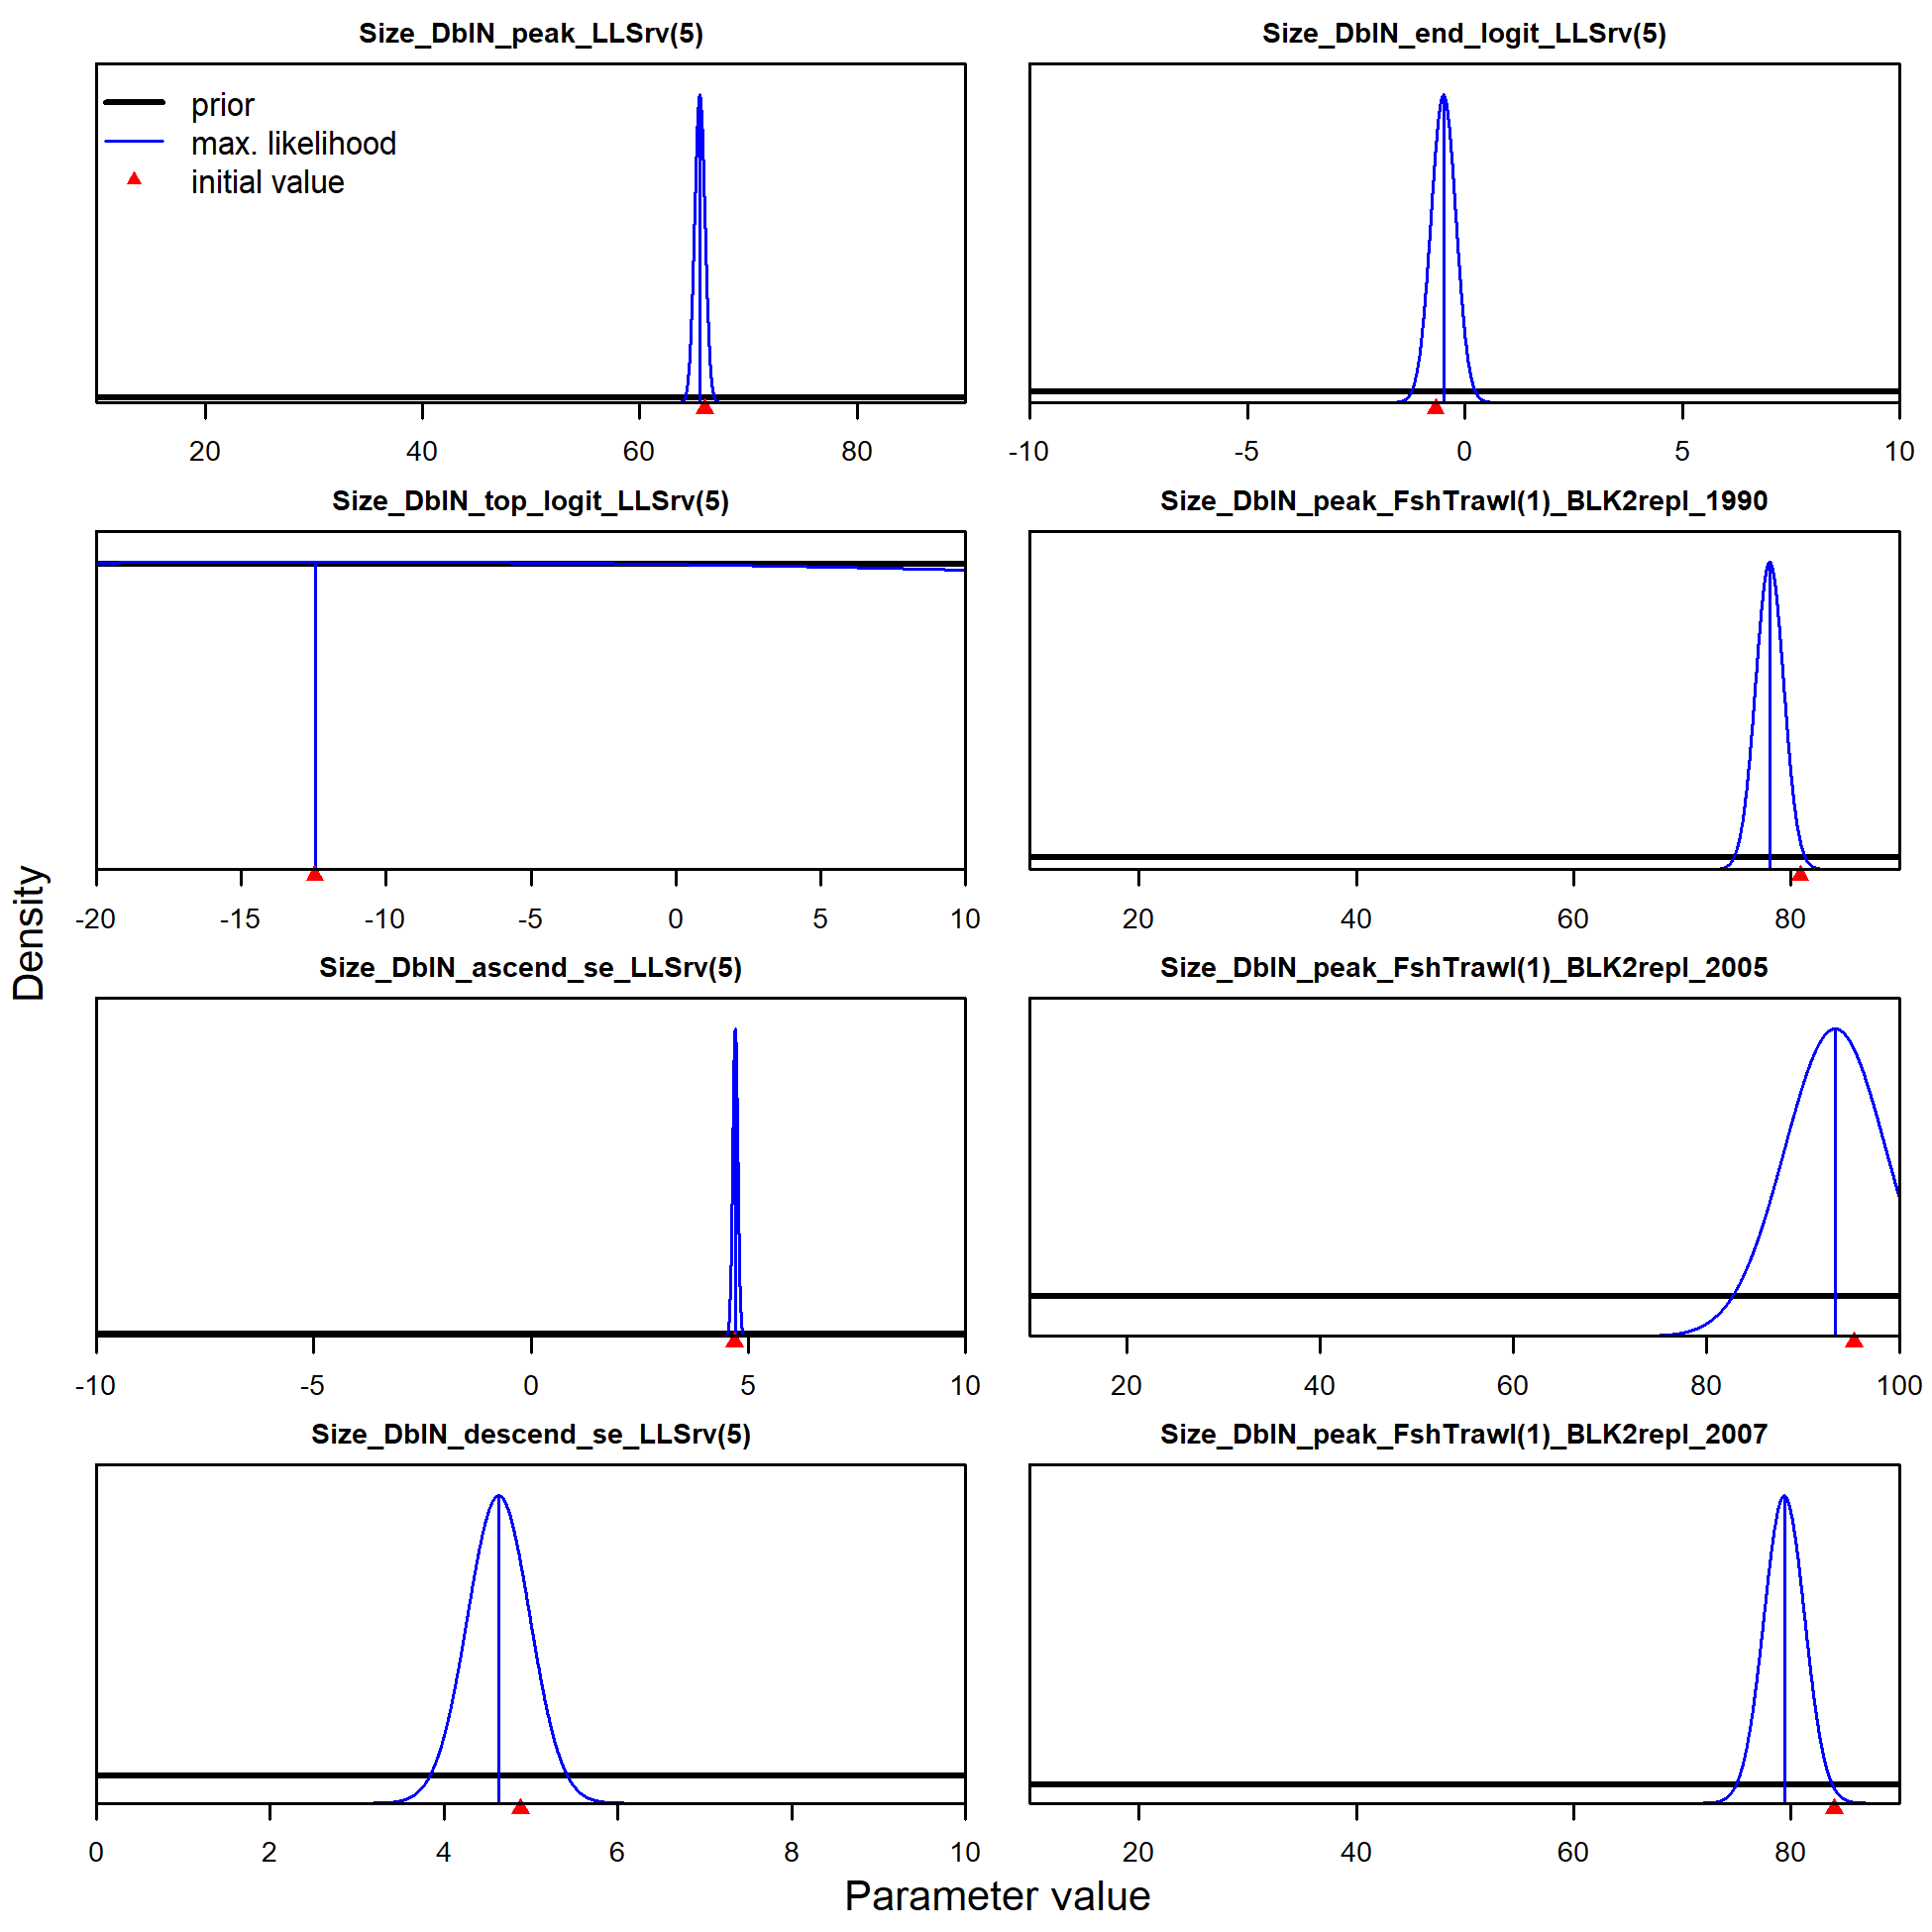 Size_DblN_peak_LLSrv(5)
prior
max. likelihood
initial value
20 40 60 80
Size_DblN_end_logit_LLSrv(5)
-10 -5 0 5 10
Size_DblN_top_logit_LLSrv(5)
-20 -15 -10 -5 0 5 10
Size_DblN_peak_FshTrawl(1)_BLK2repl_1990
20 40 60 80
Size_DblN_ascend_se_LLSrv(5)
-10 -5 0 5 10
Size_DblN_peak_FshTrawl(1)_BLK2repl_2005
20 40 60 80 100
Size_DblN_descend_se_LLSrv(5)
0 2 4 6 8 10
Size_DblN_peak_FshTrawl(1)_BLK2repl_2007
20 40 60 80
Density
Parameter value